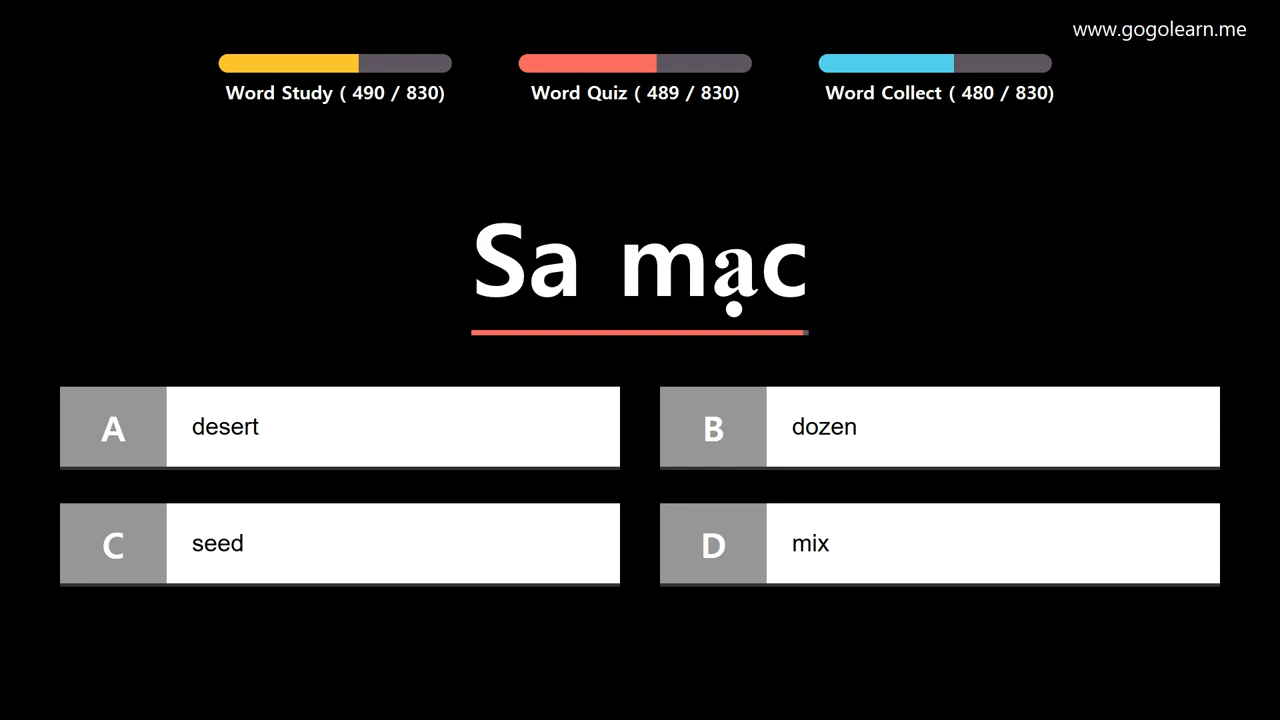 www.gogolearn.me
Word Study ( 490 / 830)
Word Quiz ( 489 / 830)
Word Collect ( 480 / 830)
Sa mạc
A desert
B dozen
C seed
D mix